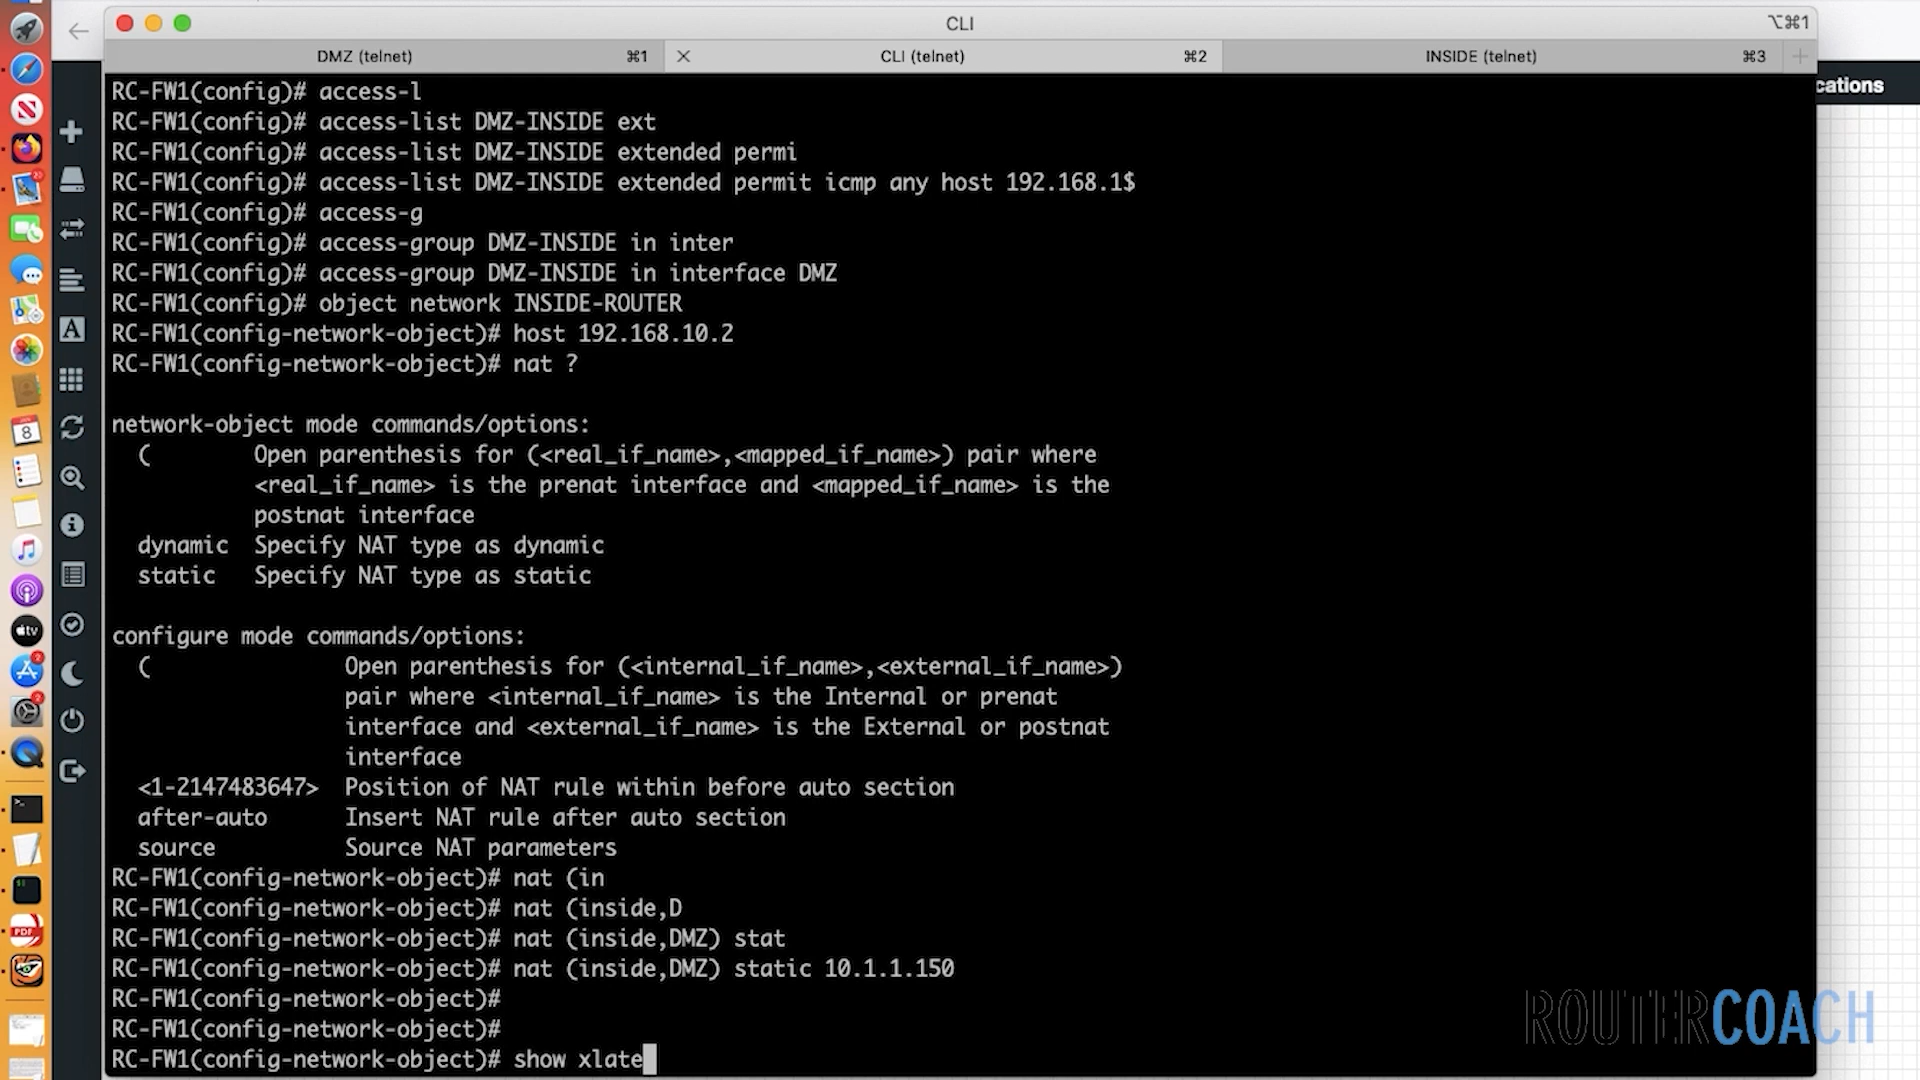 CLI
⌥⌘1
DMZ (telnet) ⌘1
CLI (telnet) ⌘2
INSIDE (telnet) ⌘3
cations
RC-FW1(config)# access-l
RC-FW1(config)# access-list DMZ-INSIDE ext
RC-FW1(config)# access-list DMZ-INSIDE extended permi
RC-FW1(config)# access-list DMZ-INSIDE extended permit icmp any host 192.168.1$
RC-FW1(config)# access-g
RC-FW1(config)# access-group DMZ-INSIDE in inter
RC-FW1(config)# access-group DMZ-INSIDE in interface DMZ
RC-FW1(config)# object network INSIDE-ROUTER
RC-FW1(config-network-object)# host 192.168.10.2
RC-FW1(config-network-object)# nat ?
network-object mode commands/options:
( Open parenthesis for (<real_if_name>,<mapped_if_name>) pair where
<real_if_name> is the prenat interface and <mapped_if_name> is the
postnat interface
dynamic Specify NAT type as dynamic
static Specify NAT type as static
configure mode commands/options:
( Open parenthesis for (<internal_if_name>,<external_if_name>)
pair where <internal_if_name> is the Internal or prenat
interface and <external_if_name> is the External or postnat
interface
<1-2147483647> Position of NAT rule within before auto section
after-auto Insert NAT rule after auto section
source Source NAT parameters
RC-FW1(config-network-object)# nat (in
RC-FW1(config-network-object)# nat (inside,D
RC-FW1(config-network-object)# nat (inside,DMZ) stat
RC-FW1(config-network-object)# nat (inside,DMZ) static 10.1.1.150
RC-FW1(config-network-object)#
RC-FW1(config-network-object)#
RC-FW1(config-network-object)# show xlate
ROUTERCOACH
8
tv
PDF